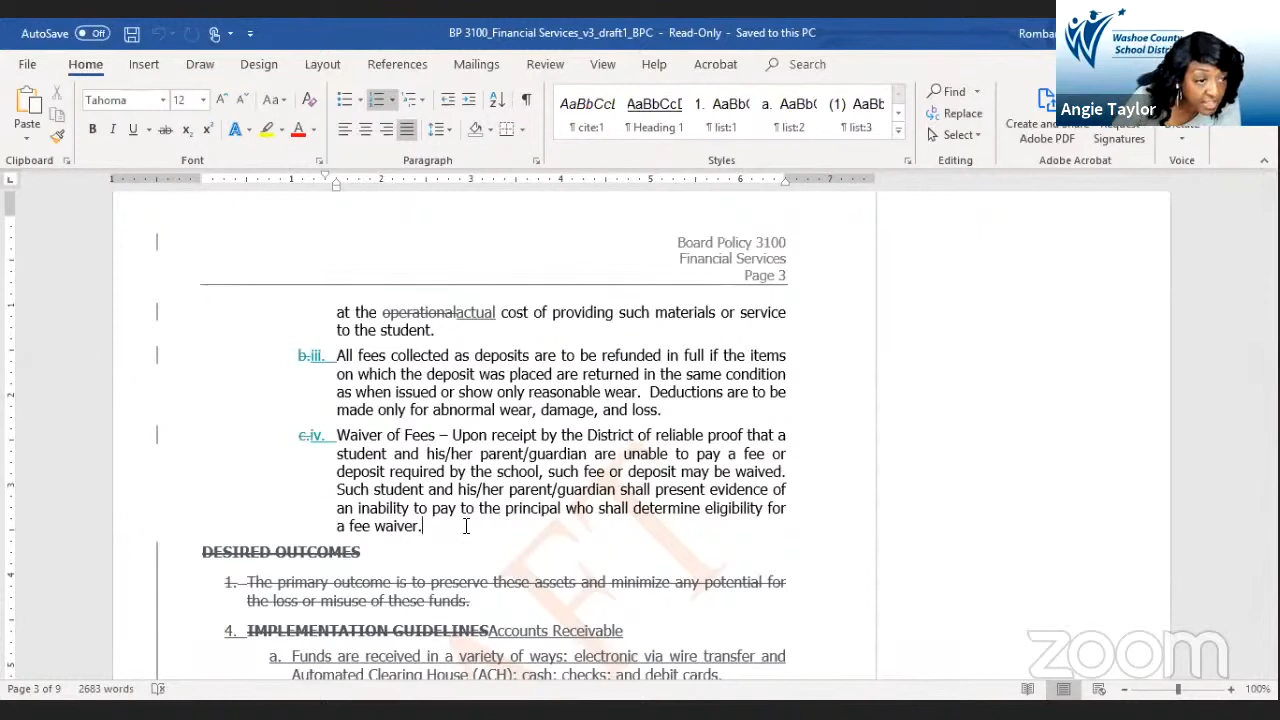 AutoSave Off
BP 3100_Financial Services_v3_draft1_BPC - Read-Only - Saved to this PC
Romba
Washoe County
School District
Angie Taylor
File Home Insert Draw Design Layout References Mailings Review View Help Acrobat Search
Tahoma 12
Paste
AaBbCcI AaBbCcD 1. AaBb( a. AaBb( (1) AaBb
¶ cite:1 ¶ Heading 1 ¶ list:1 ¶ list:2 ¶ list:3
Find
Replace
Select
Create and Share
Adobe PDF
Request
Signatures
Clipboard Font Paragraph Styles Editing Adobe Acrobat Voice
1 1 2 3 4 5 6 7
Board Policy 3100
Financial Services
Page 3
at the operationalactual cost of providing such materials or service
to the student.
b.iii. All fees collected as deposits are to be refunded in full if the items
on which the deposit was placed are returned in the same condition
as when issued or show only reasonable wear. Deductions are to be
made only for abnormal wear, damage, and loss.
c.iv. Waiver of Fees – Upon receipt by the District of reliable proof that a
student and his/her parent/guardian are unable to pay a fee or
deposit required by the school, such fee or deposit may be waived.
Such student and his/her parent/guardian shall present evidence of
an inability to pay to the principal who shall determine eligibility for
a fee waiver.
DESIRED OUTCOMES
1. The primary outcome is to preserve these assets and minimize any potential for
the loss or misuse of these funds.
4. IMPLEMENTATION GUIDELINESAccounts Receivable
a. Funds are received in a variety of ways: electronic via wire transfer and
Automated Clearing House (ACH); cash; checks; and debit cards.
zoom
Page 3 of 9 2683 words 100%